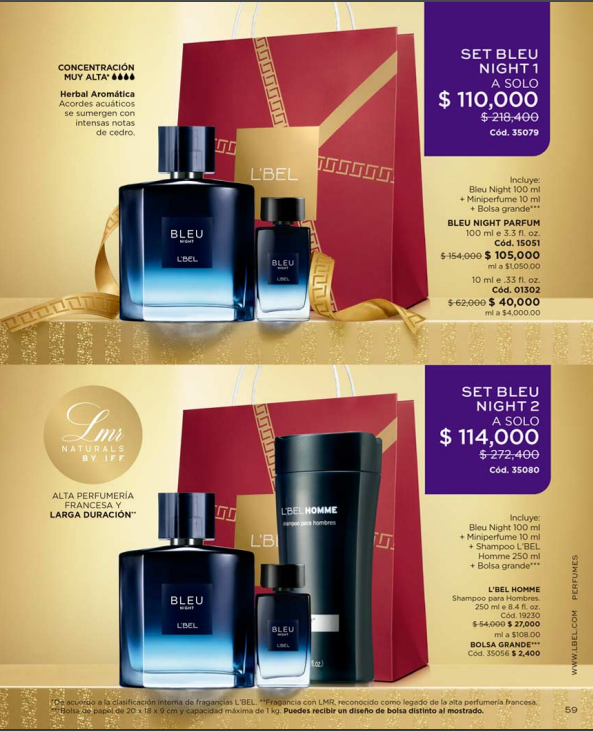 CONCENTRACIÓN
MUY ALTA*
Herbal Aromática
Acordes acuáticos
se sumergen con
intensas notas
de cedro.
SET BLEU
NIGHT 1
A SOLO
$ 110,000
$ 218,400
Cód. 35079
L'BEL
BLEU
NIGHT
L'BEL
BLEU
NIGHT
L'BEL
Incluye:
Bleu Night 100 ml
+ Miniperfume 10 ml
+ Bolsa grande***
BLEU NIGHT PARFUM
100 ml e 3.3 fl. oz.
Cód. 15051
$ 154,000 $ 105,000
ml a $1,050.00
10 ml e .33 fl. oz.
Cód. 01302
$ 62,000 $ 40,000
ml a $4,000.00
Lmr
NATURALS
BY IFF
ALTA PERFUMERÍA
FRANCESA Y
LARGA DURACIÓN**
SET BLEU
NIGHT 2
A SOLO
$ 114,000
$ 272,400
Cód. 35080
L'B
L'BEL HOMME
shampoo para hombres
BLEU
NIGHT
L'BEL
BLEU
NIGHT
L'BEL
Incluye:
Bleu Night 100 ml
+ Miniperfume 10 ml
+ Shampoo L'BEL
Homme 250 ml
+ Bolsa grande***
L'BEL HOMME
Shampoo para Hombres.
250 ml e 8.4 fl. oz.
Cód. 19230
$ 54,000 $ 27,000
ml a $108.00
BOLSA GRANDE***
Cód. 35056 $ 2,400
WWW.LBEL.COM PERFUMES
*De acuerdo a la clasificación interna de fragancias L'BEL. **Fragancia con LMR, reconocido como legado de la alta perfumería francesa.
***Bolsa de papel de 20 x 18 x 9 cm y capacidad máxima de 1 kg. Puedes recibir un diseño de bolsa distinto al mostrado.
59